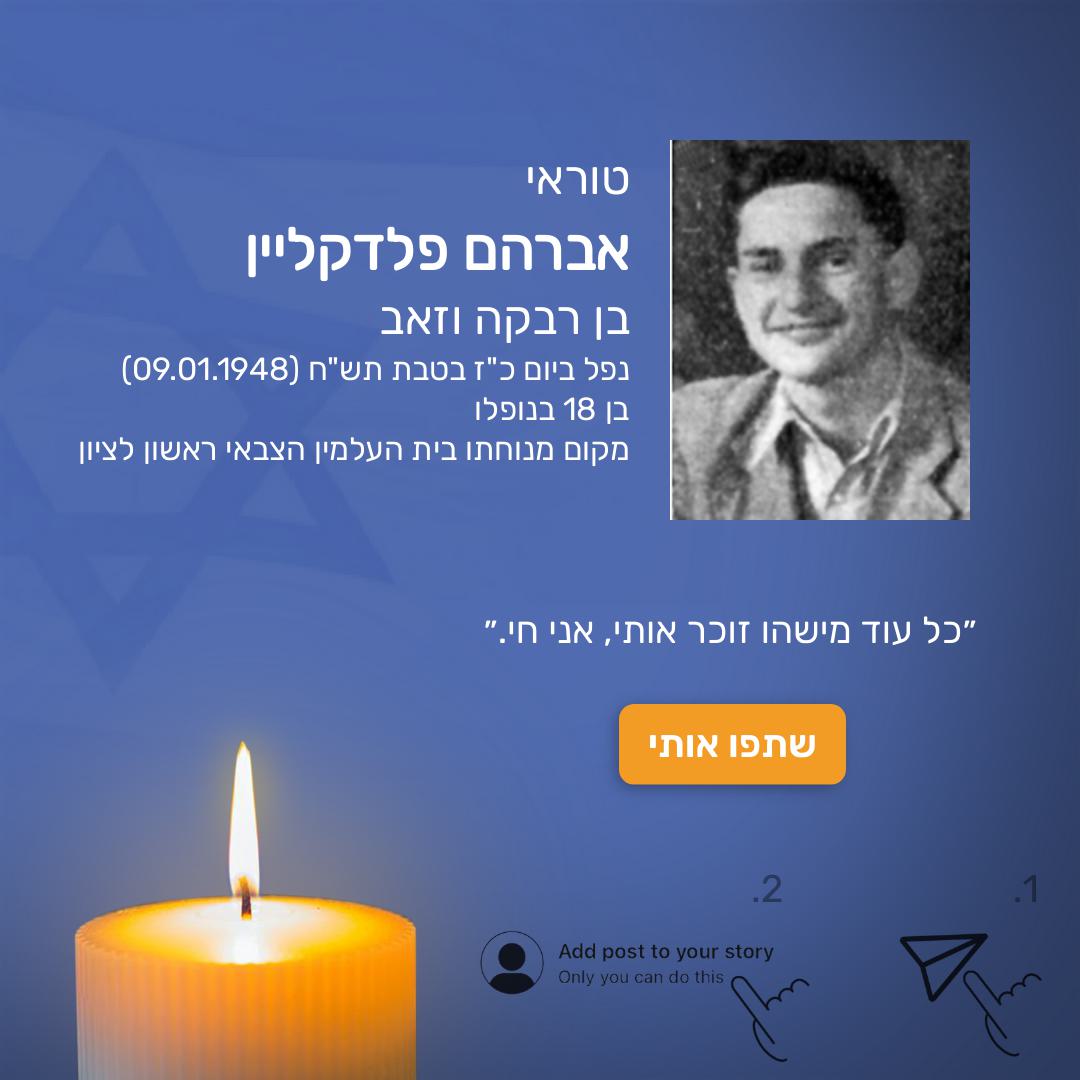 טוראי
אברהם פלדקליין
בן רבקה וזאב
נפל ביום כ"ז בטבת תש"ח (09.01.1948)
בן 18 בנופלו
מקום מנוחתו בית העלמין הצבאי ראשון לציון
״כל עוד מישהו זוכר אותי, אני חי.״
שתפו אותי
.1
.2
Add post to your story
Only you can do this